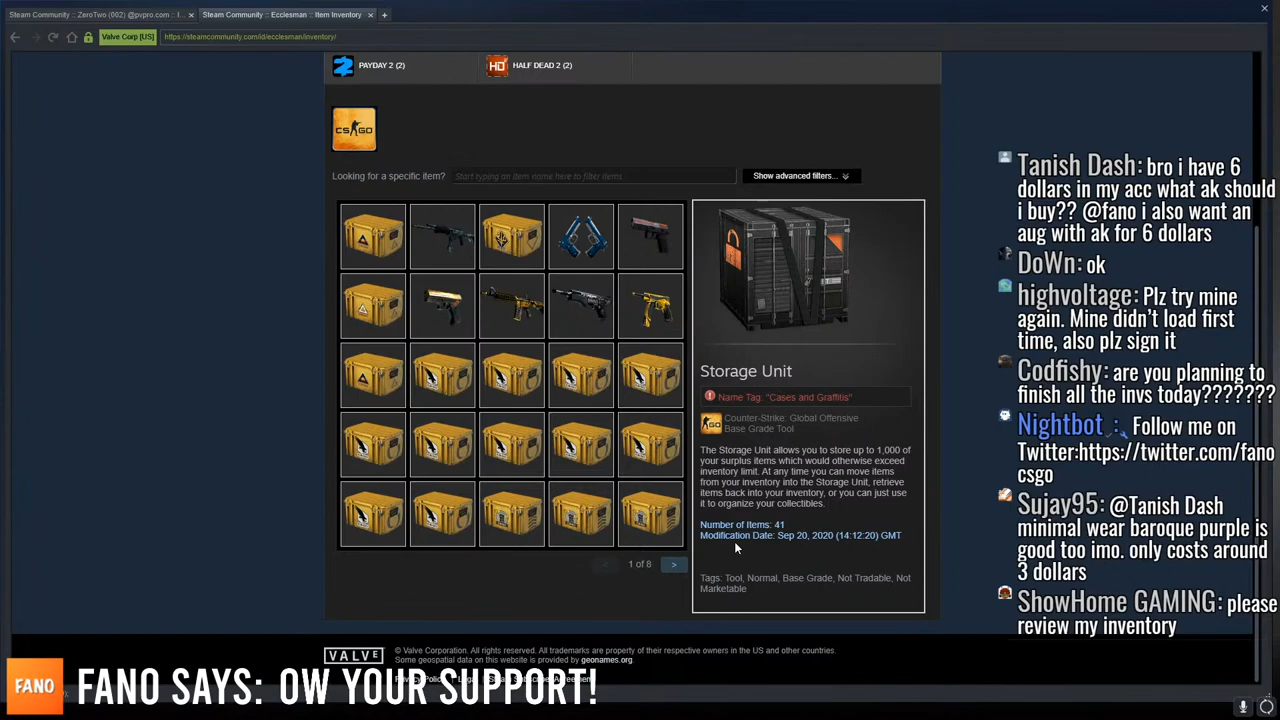 Steam Community :: ZeroTwo (002) @pvpro.com :: I...
Steam Community :: Ecclesman :: Item Inventory
Valve Corp [US]
https://steamcommunity.com/id/ecclesman/inventory/
PAYDAY 2 (2)
HALF DEAD 2 (2)
CS GO
Looking for a specific item?
Start typing an item name here to filter items
Show advanced filters...
Storage Unit
Name Tag: "Cases and Graffitis"
Counter-Strike: Global Offensive
Base Grade Tool
The Storage Unit allows you to store up to 1,000 of
your surplus items which would otherwise exceed
inventory limit. At any time you can move items
from your inventory into the Storage Unit, retrieve
items back into your inventory, or you can just use
it to organize your collectibles.
Number of Items: 41
Modification Date: Sep 20, 2020 (14:12:20) GMT
Tags: Tool, Normal, Base Grade, Not Tradable, Not
Marketable
< 1 of 8 >
VALVE
© Valve Corporation. All rights reserved. All trademarks are property of their respective owners in the US and other countries.
Some geospatial data on this website is provided by geonames.org.
Tanish Dash: bro i have 6
dollars in my acc what ak should
i buy?? @fano i also want an
aug with ak for 6 dollars
DoWn: ok
highvoltage: Plz try mine
again. Mine didn't load first
time, also plz sign it
Codfishy: are you planning to
finish all the invs today???????
Nightbot : Follow me on
Twitter:https://twitter.com/fano
csgo
Sujay95: @Tanish Dash
minimal wear baroque purple is
good too imo. only costs around
3 dollars
ShowHome GAMING: please
review my inventory
FANO
FANO SAYS: OW YOUR SUPPORT!